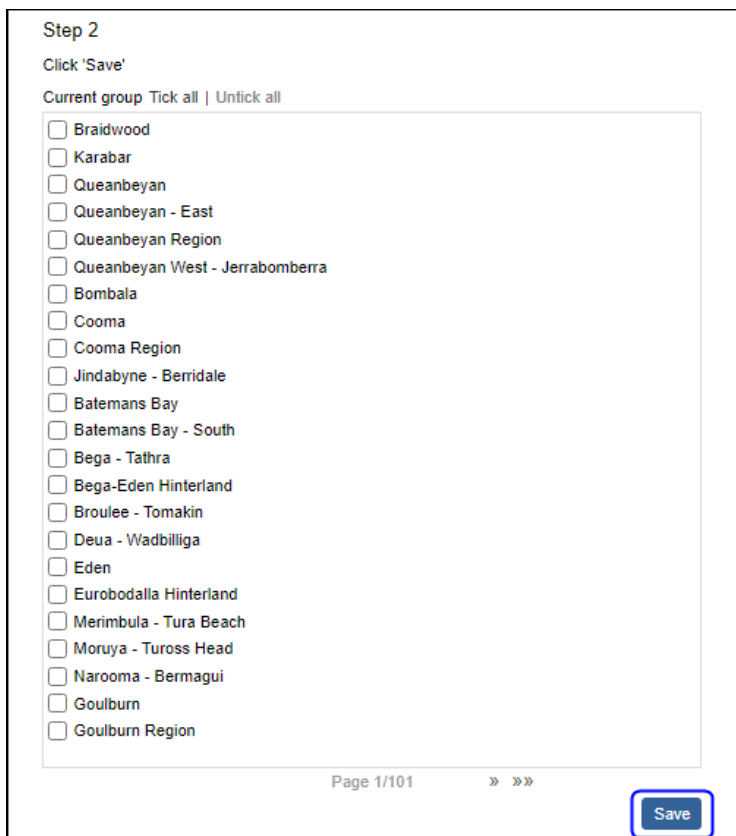 Step 2
Click 'Save'
Current group Tick all | Untick all
Braidwood
Karabar
Queanbeyan
Queanbeyan - East
Queanbeyan Region
Queanbeyan West - Jerrabomberra
Bombala
Cooma
Cooma Region
Jindabyne - Berridale
Batemans Bay
Batemans Bay - South
Bega - Tathra
Bega-Eden Hinterland
Broulee - Tomakin
Deua - Wadbilliga
Eden
Eurobodalla Hinterland
Merimbula - Tura Beach
Moruya - Tuross Head
Narooma - Bermagui
Goulburn
Goulburn Region
Page 1/101 » »»
Save